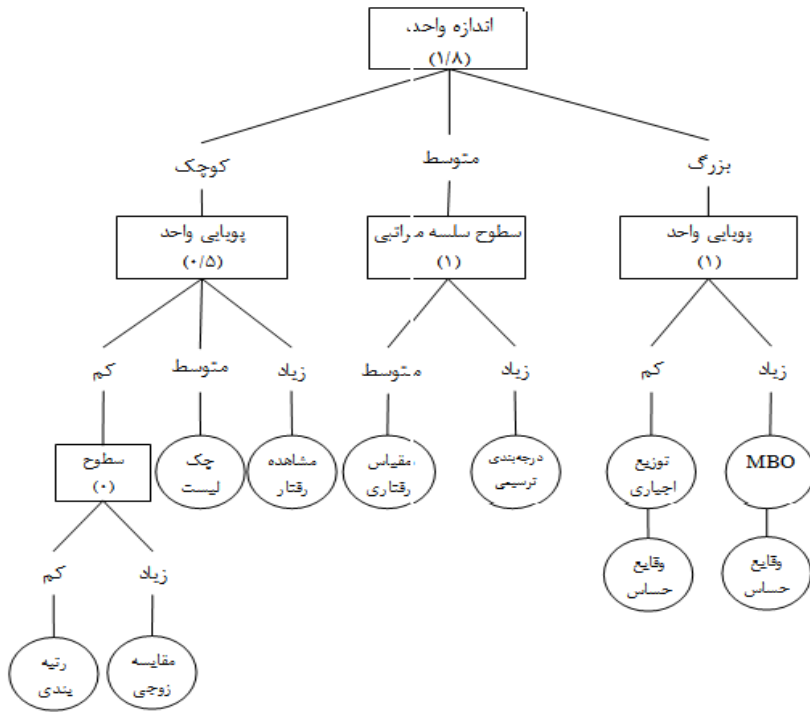 اندازه واحد،
(۱/۸)
کوچک
متوسط
بزرگ
پویایی واحد
(۰/۵)
سطوح سلسه مراتبی
(۱)
پویایی واحد
(۱)
کم
متوسط
زیاد
متوسط
زیاد
کم
زیاد
سطوح
(۰)
چک
لیست
مشاهده
رفتار
مقیاس
رفتاری
درجه‌بندی
ترسیمی
توزیع
اجباری
MBO
وقایع
حساس
وقایع
حساس
کم
زیاد
رتبه
بندی
مقایسه
زوجی